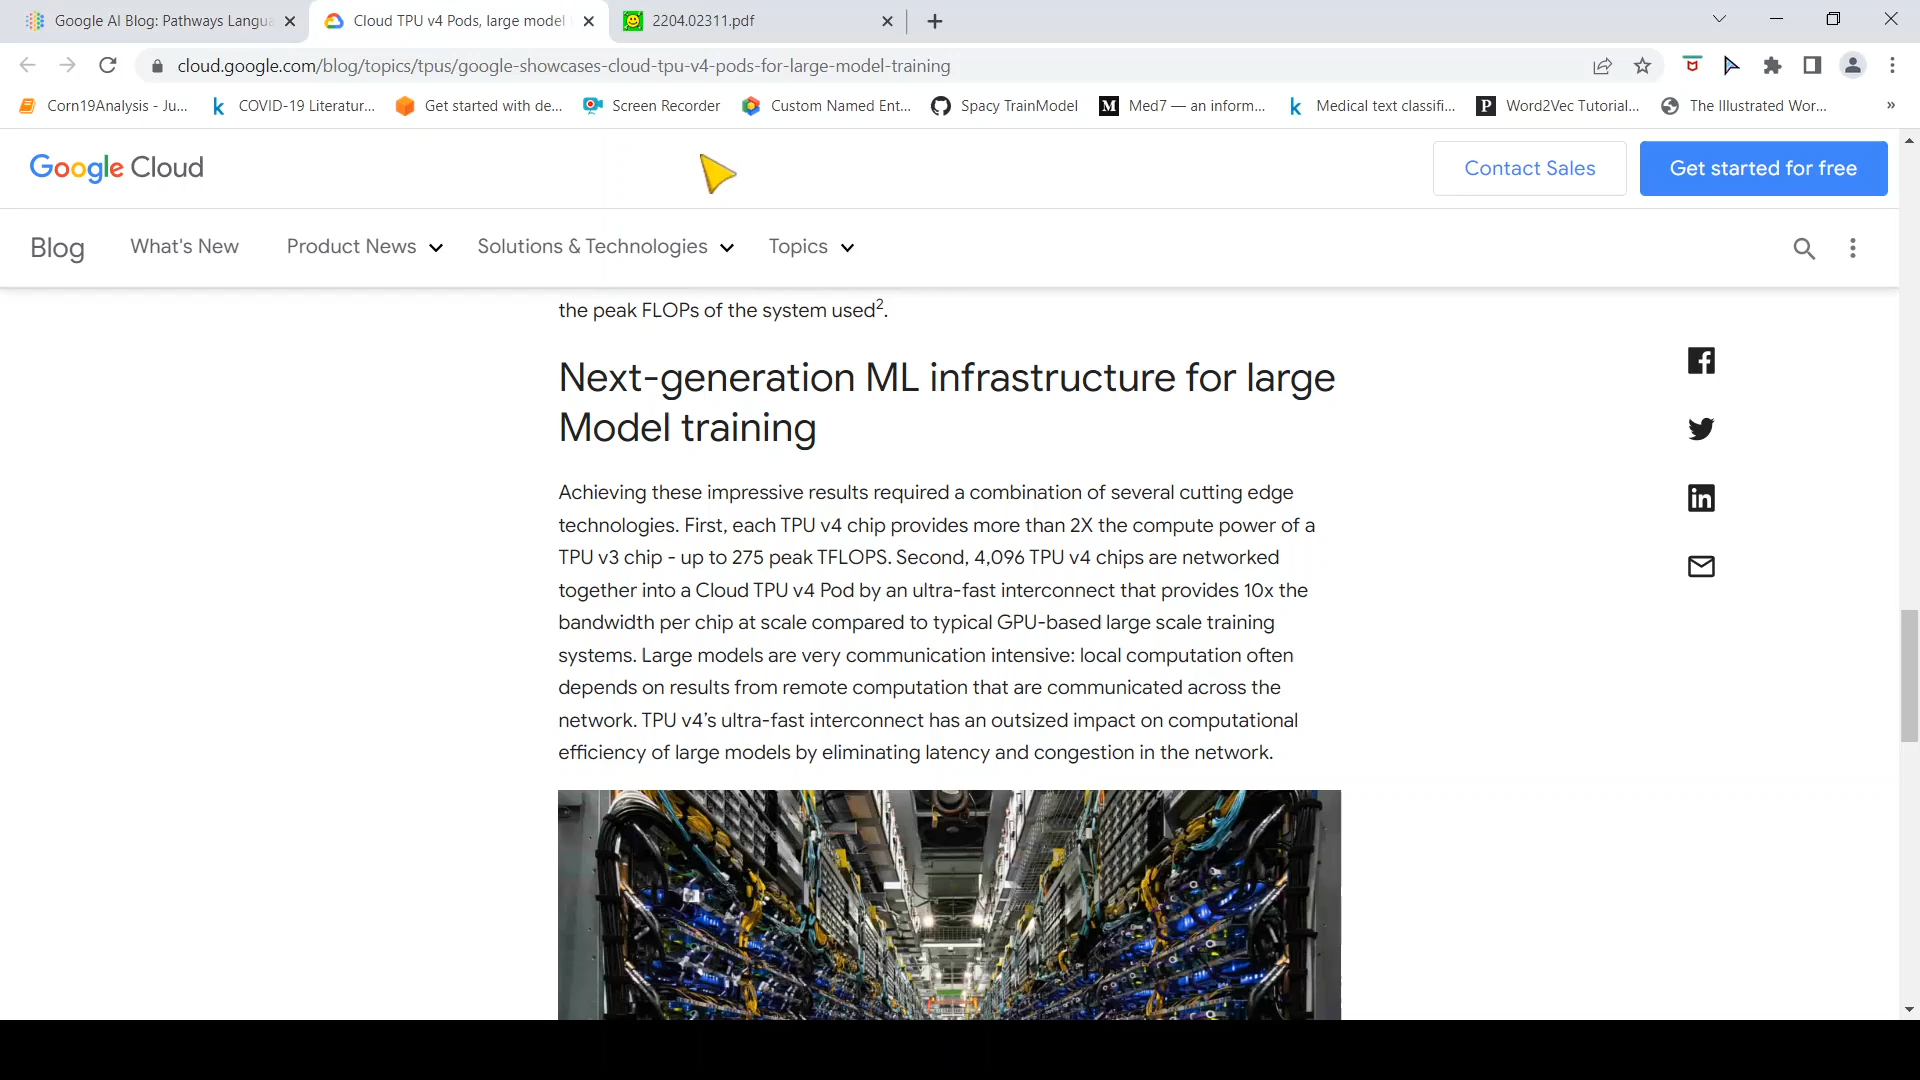 Google AI Blog: Pathways Langua
Cloud TPU v4 Pods, large model
2204.02311.pdf
cloud.google.com/blog/topics/tpus/google-showcases-cloud-tpu-v4-pods-for-large-model-training
Corn19Analysis - Ju...
COVID-19 Literatur...
Get started with de...
Screen Recorder
Custom Named Ent...
Spacy TrainModel
Med7 — an inform...
Medical text classifi...
Word2Vec Tutorial...
The Illustrated Wor...
»
Google Cloud
Contact Sales
Get started for free
Blog
What's New
Product News
Solutions & Technologies
Topics
the peak FLOPs of the system used².
Next-generation ML infrastructure for large
Model training
Achieving these impressive results required a combination of several cutting edge
technologies. First, each TPU v4 chip provides more than 2X the compute power of a
TPU v3 chip - up to 275 peak TFLOPS. Second, 4,096 TPU v4 chips are networked
together into a Cloud TPU v4 Pod by an ultra-fast interconnect that provides 10x the
bandwidth per chip at scale compared to typical GPU-based large scale training
systems. Large models are very communication intensive: local computation often
depends on results from remote computation that are communicated across the
network. TPU v4’s ultra-fast interconnect has an outsized impact on computational
efficiency of large models by eliminating latency and congestion in the network.